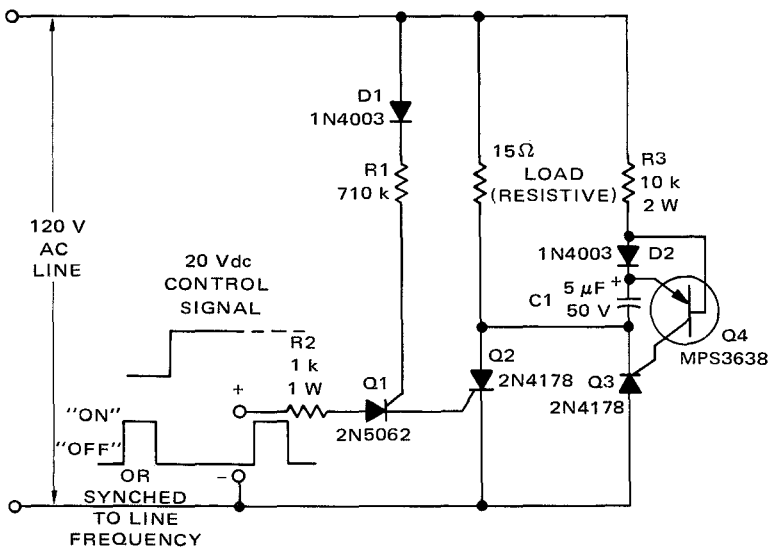 D1
1N4003
R1
710 k
15Ω
LOAD
(RESISTIVE)
R3
10 k
2 W
120 V
AC
LINE
20 Vdc
CONTROL
SIGNAL
1N4003 D2
C1
5 μF +
50 V
Q4
MPS3638
R2
1 k
1 W
Q1
2N5062
Q2
2N4178
Q3
2N4178
+
"ON"
"OFF"
−
OR
SYNCHED
TO LINE
FREQUENCY